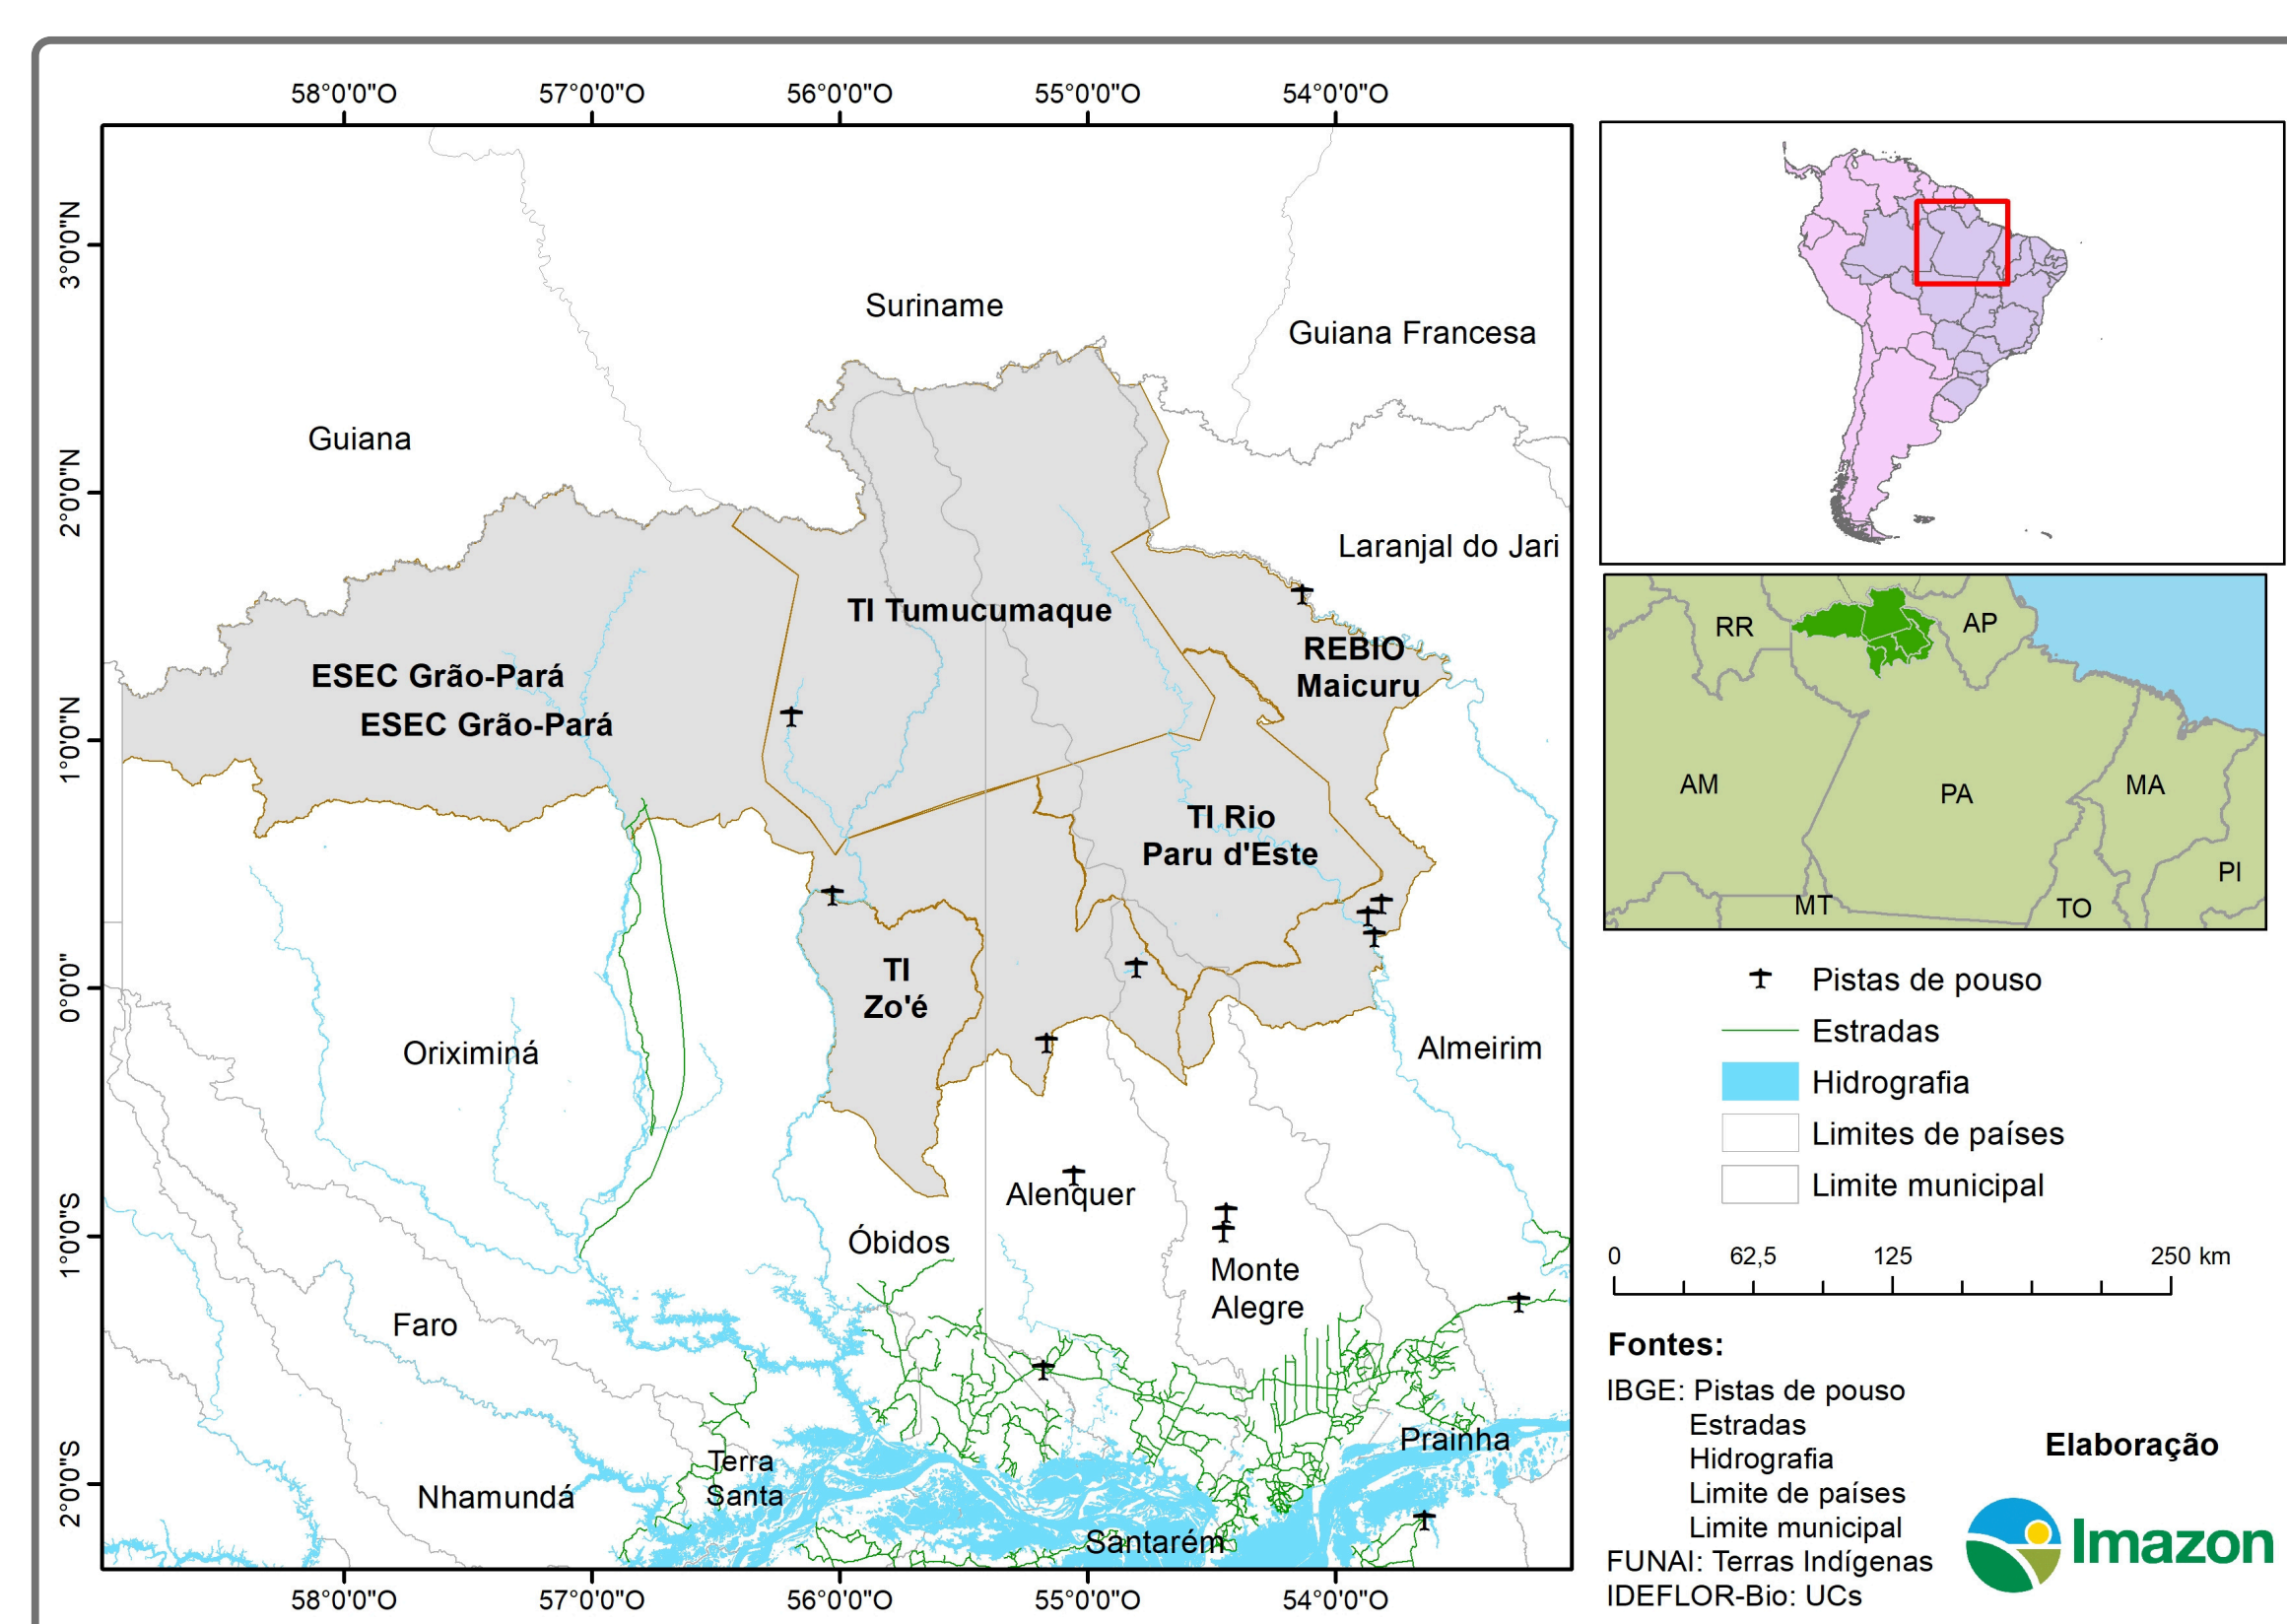 58°0'0"O
57°0'0"O
56°0'0"O
55°0'0"O
54°0'0"O
3°0'0"N
2°0'0"N
1°0'0"N
0°0'0"
1°0'0"S
2°0'0"S
Suriname
Guiana Francesa
Guiana
Laranjal do Jari
TI Tumucumaque
REBIO
Maicuru
ESEC Grão-Pará
ESEC Grão-Pará
TI Rio
Paru d'Este
TI
Zo'é
Oriximiná
Almeirim
Alenquer
Óbidos
Monte
Alegre
Faro
Terra
Santa
Prainha
Nhamundá
Santarém
58°0'0"O
57°0'0"O
56°0'0"O
55°0'0"O
54°0'0"O
RR
AP
AM
PA
MA
PI
MT
TO
Pistas de pouso
Estradas
Hidrografia
Limites de países
Limite municipal
0 62,5 125 250 km
Fontes:
IBGE: Pistas de pouso
Estradas
Hidrografia
Limite de países
Limite municipal
FUNAI: Terras Indígenas
IDEFLOR-Bio: UCs
Elaboração
Imazon